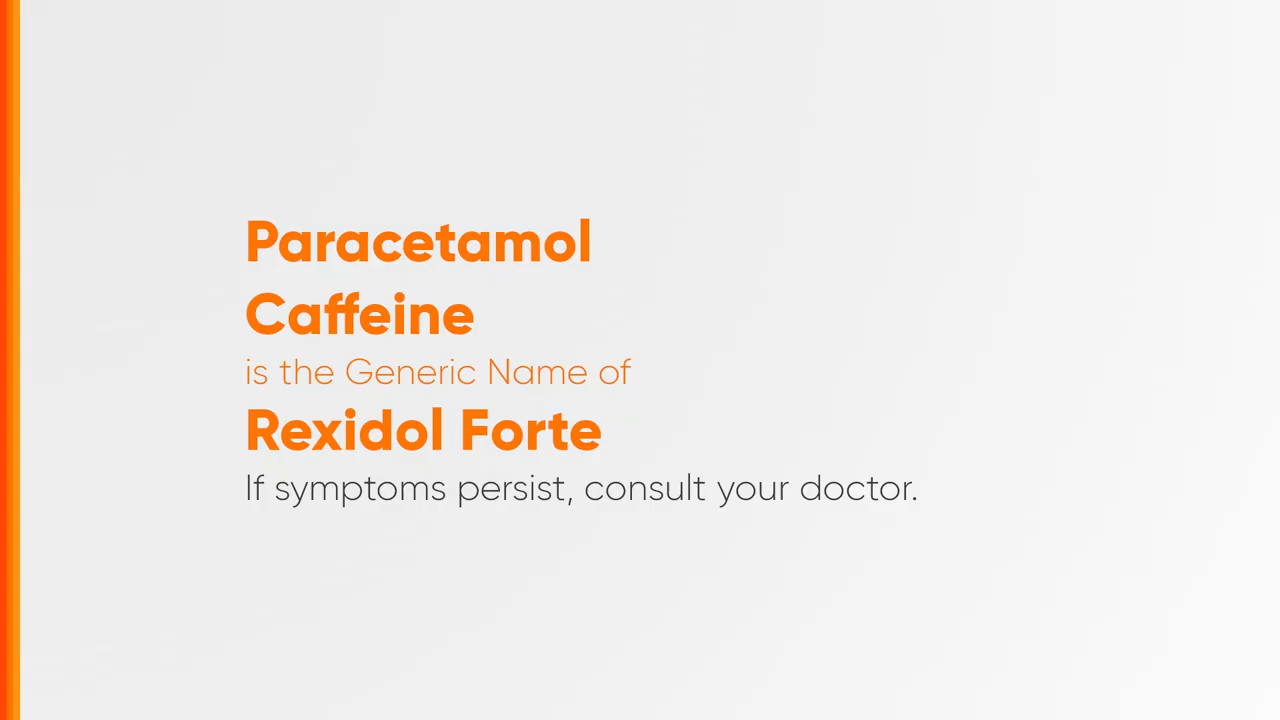 Paracetamol
Caffeine
is the Generic Name of
Rexidol Forte
If symptoms persist, consult your doctor.